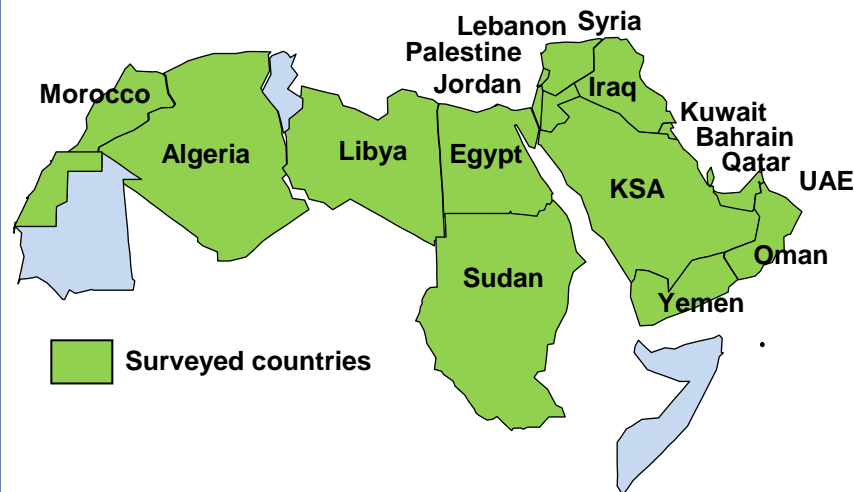 Lebanon
Syria
Palestine
Jordan
Iraq
Morocco
Kuwait
Bahrain
Qatar
UAE
Algeria
Libya
Egypt
KSA
Oman
Sudan
Yemen
Surveyed countries